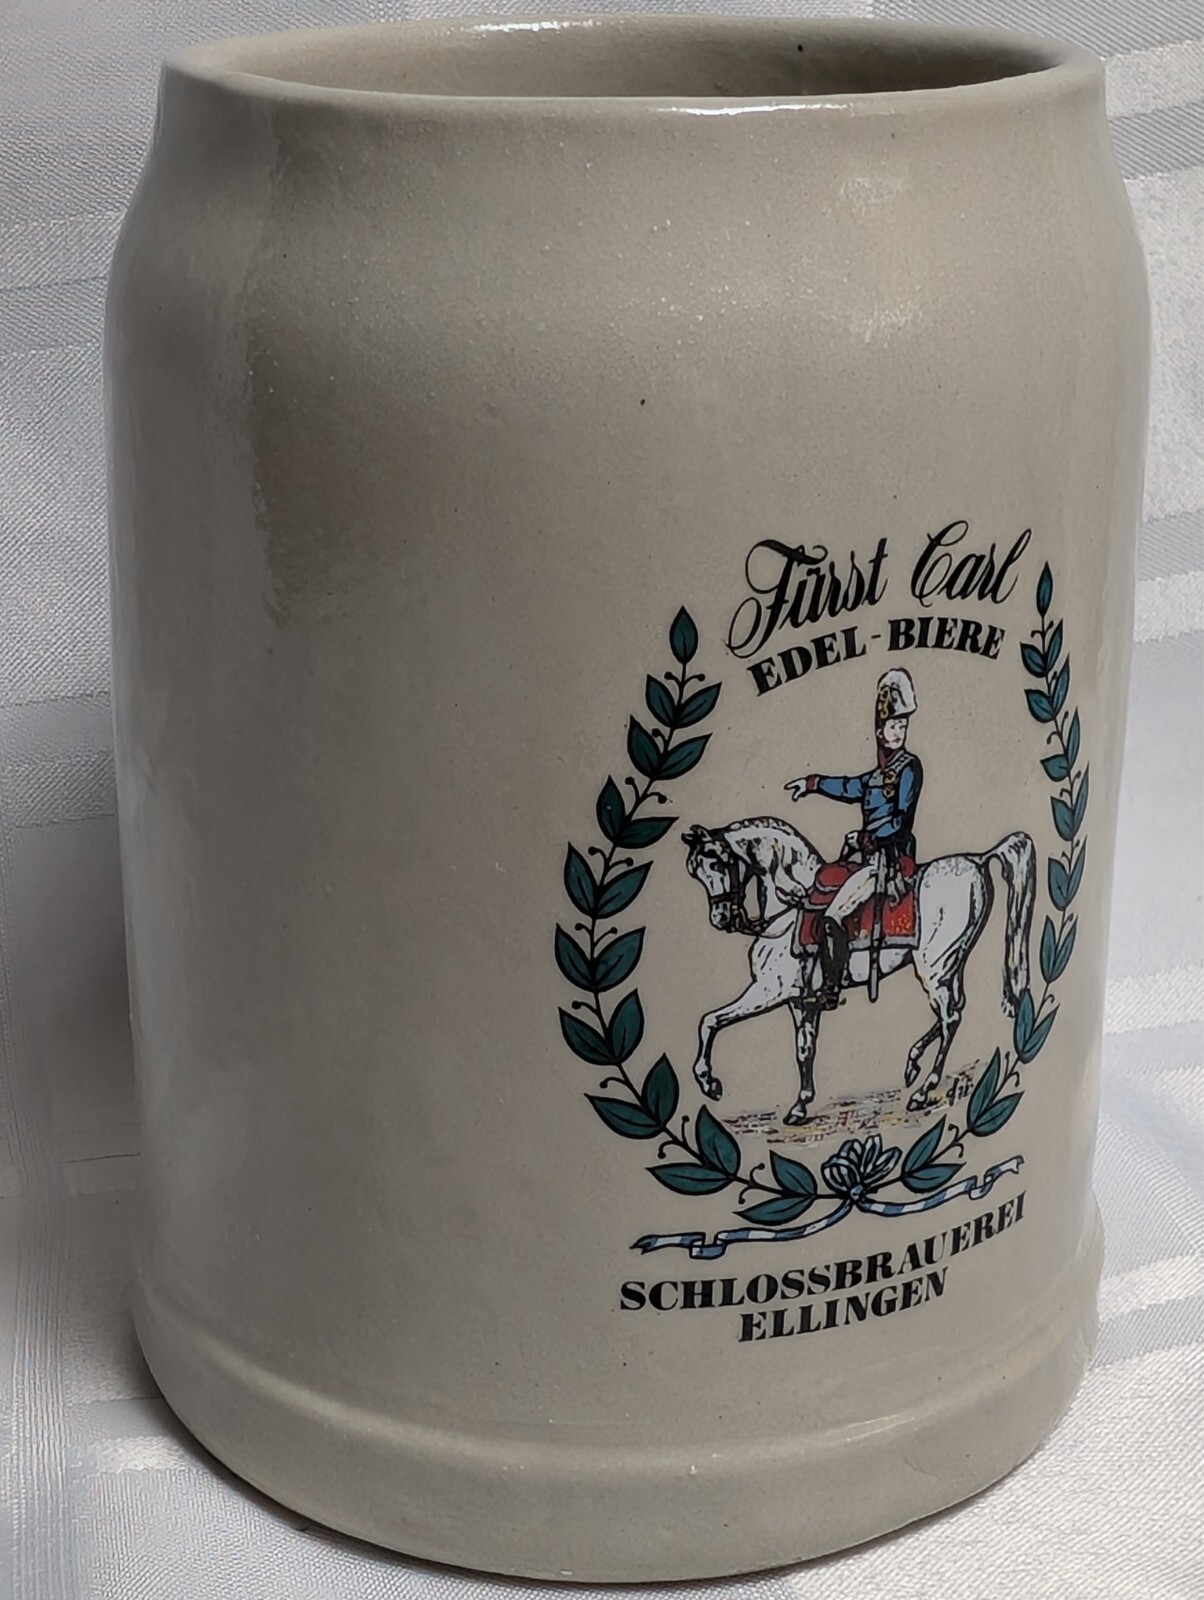 Fürst Carl
EDEL-BIERE
SCHLOSSBRAUEREI
ELLINGEN